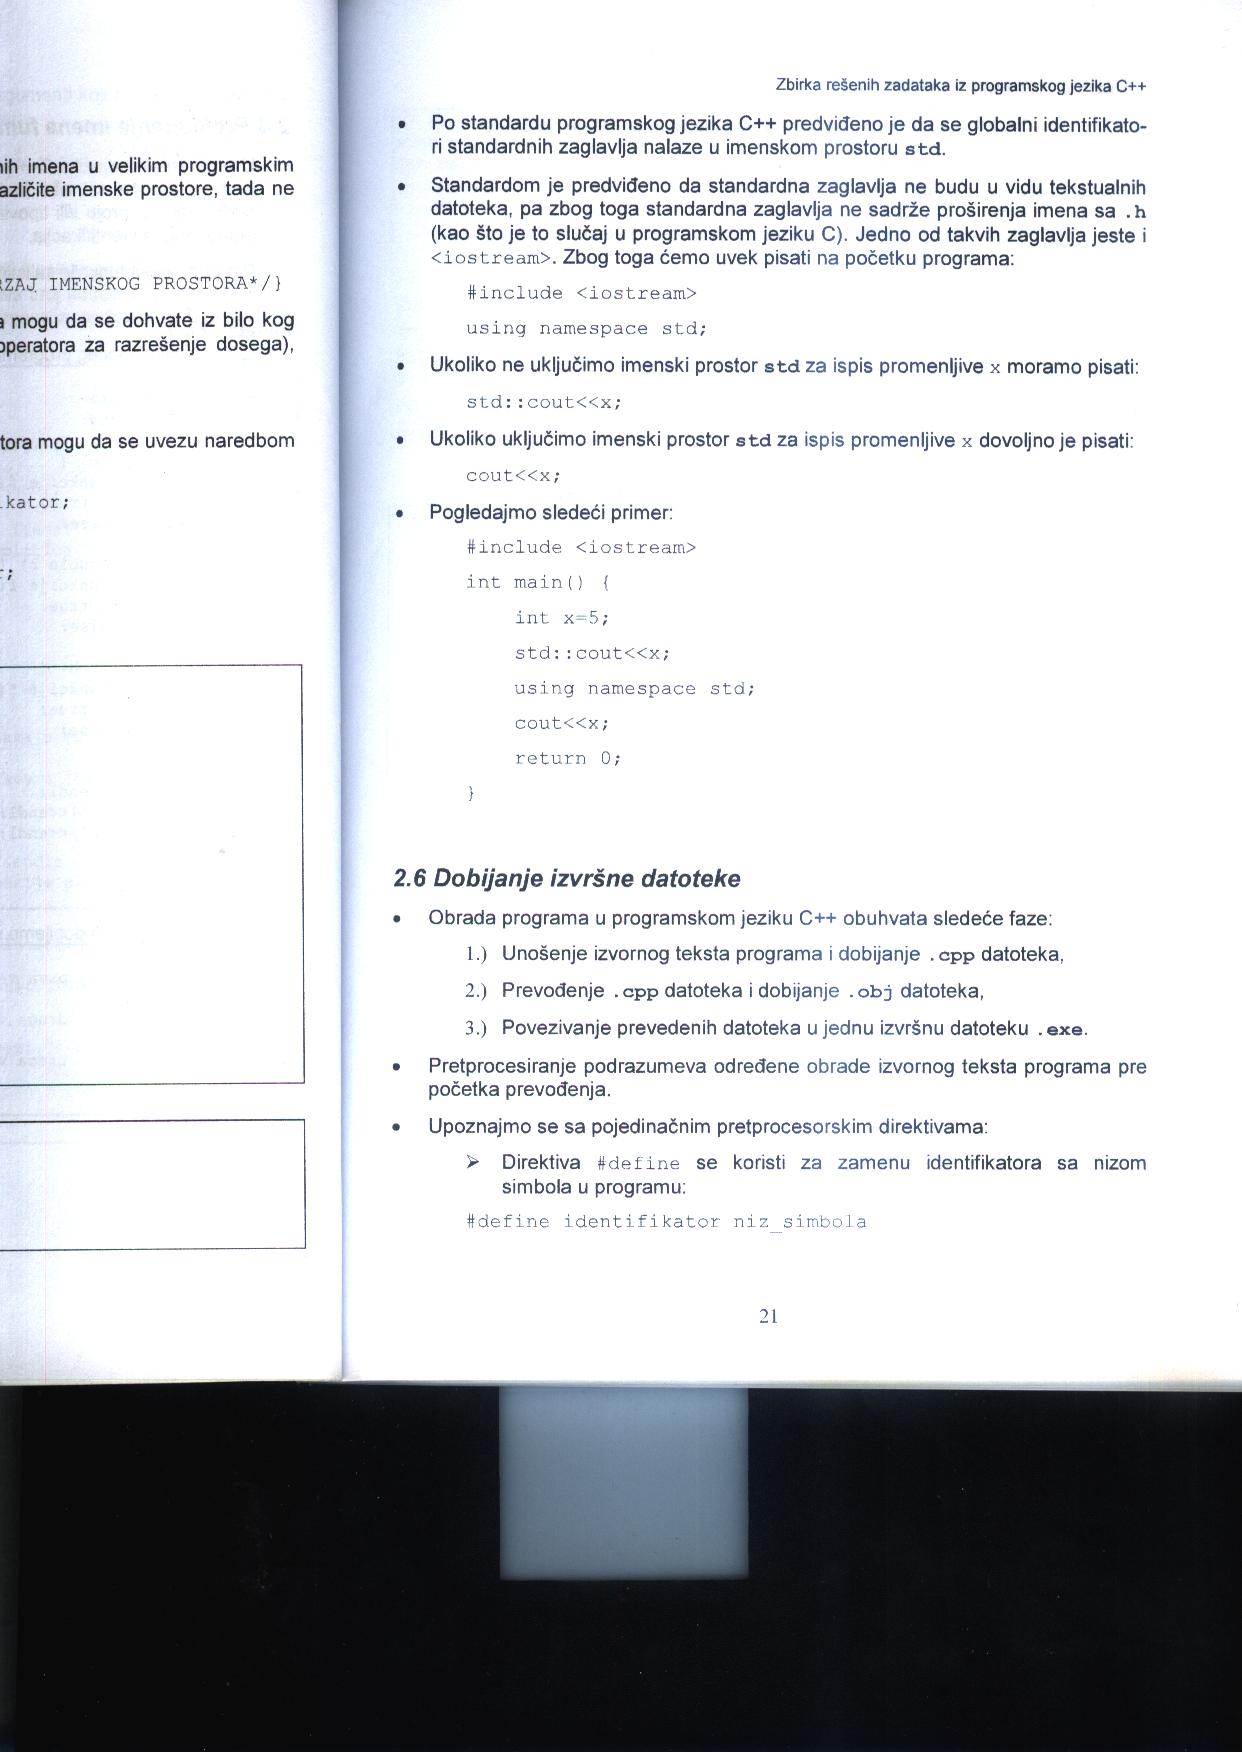 nih imena u velikim programskim
azličite imenske prostore, tada ne
RZAJ IMENSKOG PROSTORA*/}
a mogu da se dohvate iz bilo kog
operatora za razrešenje dosega),
tora mogu da se uvezu naredbom
ikator;
r;
Zbirka rešenih zadataka iz programskog jezika C++
• Po standardu programskog jezika C++ predviđeno je da se globalni identifikato-
ri standardnih zaglavlja nalaze u imenskom prostoru std.
• Standardom je predviđeno da standardna zaglavlja ne budu u vidu tekstualnih
datoteka, pa zbog toga standardna zaglavlja ne sadrže proširenja imena sa .h
(kao što je to slučaj u programskom jeziku C). Jedno od takvih zaglavlja jeste i
<iostream>. Zbog toga ćemo uvek pisati na početku programa:
#include <iostream>
using namespace std;
• Ukoliko ne uključimo imenski prostor std za ispis promenljive x moramo pisati:
std::cout<<x;
• Ukoliko uključimo imenski prostor std za ispis promenljive x dovoljno je pisati:
cout<<x;
• Pogledajmo sledeći primer:
#include <iostream>
int main() {
int x=5;
std::cout<<x;
using namespace std;
cout<<x;
return 0;
}
2.6 Dobijanje izvršne datoteke
• Obrada programa u programskom jeziku C++ obuhvata sledeće faze:
1.) Unošenje izvornog teksta programa i dobijanje .cpp datoteka,
2.) Prevođenje .cpp datoteka i dobijanje .obj datoteka,
3.) Povezivanje prevedenih datoteka u jednu izvršnu datoteku .exe.
• Pretprocesiranje podrazumeva određene obrade izvornog teksta programa pre
početka prevođenja.
• Upoznajmo se sa pojedinačnim pretprocesorskim direktivama:
➢ Direktiva #define se koristi za zamenu identifikatora sa nizom
simbola u programu:
#define identifikator niz_simbola
21